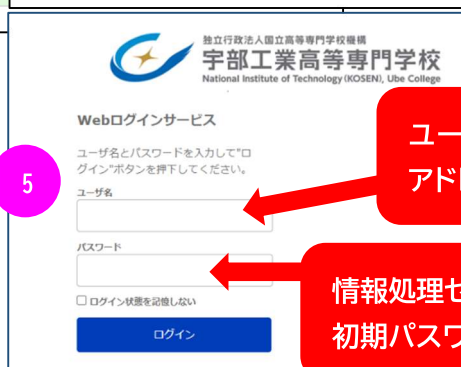 独立行政法人国立高等専門学校機構
宇部工業高等専門学校
National Institute of Technology (KOSEN), Ube College
Webログインサービス
ユーザ名とパスワードを入力して"ロ
グイン"ボタンを押下してください。
5
ユーザ名
ユー
アド
パスワード
情報処理セ
初期パスワ
ログイン状態を記憶しない
ログイン